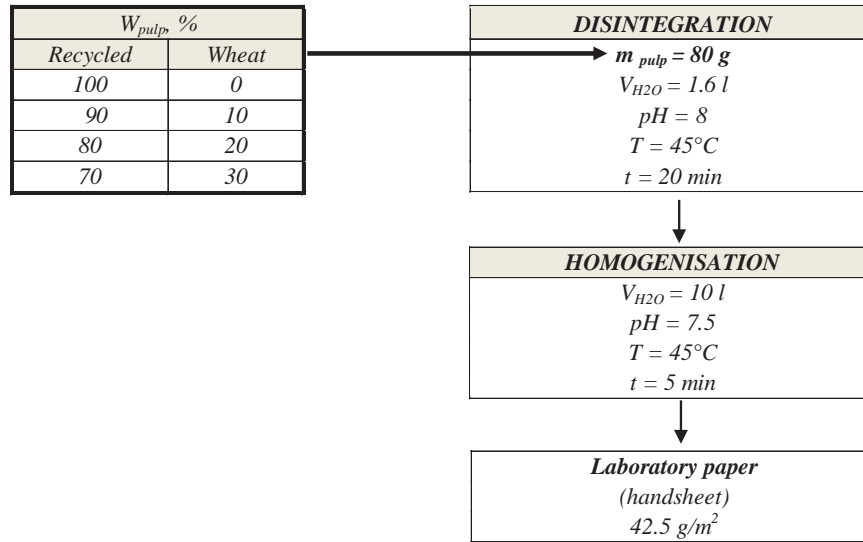 W_pulp, %
Recycled Wheat
100 0
90 10
80 20
70 30
DISINTEGRATION
m pulp = 80 g
V_H2O = 1.6 l
pH = 8
T = 45°C
t = 20 min
HOMOGENISATION
V_H2O = 10 l
pH = 7.5
T = 45°C
t = 5 min
Laboratory paper
(handsheet)
42.5 g/m²